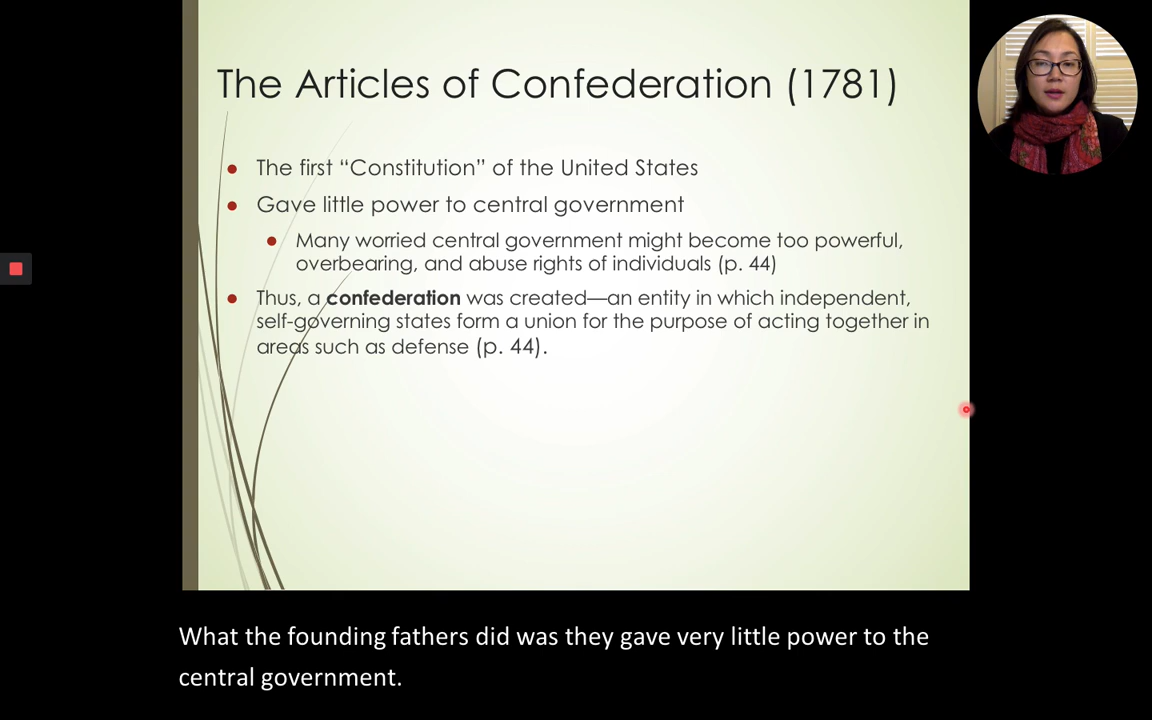 The Articles of Confederation (1781)
The first “Constitution” of the United States
Gave little power to central government
Many worried central government might become too powerful,
overbearing, and abuse rights of individuals (p. 44)
Thus, a confederation was created—an entity in which independent,
self-governing states form a union for the purpose of acting together in
areas such as defense (p. 44).
What the founding fathers did was they gave very little power to the
central government.